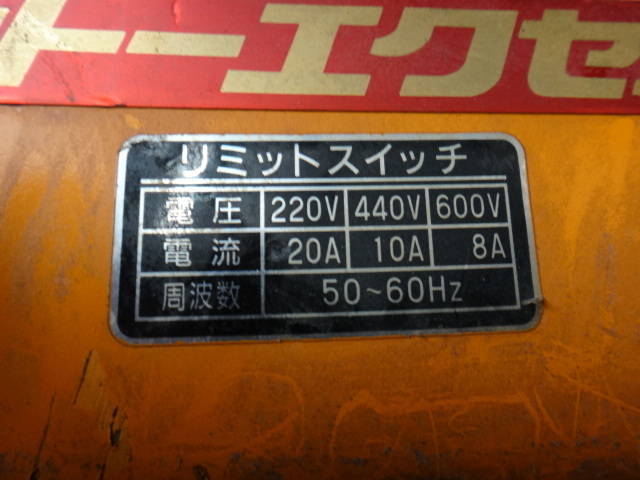 トーエクセ
リミットスイッチ
電圧 220V 440V 600V
電流 20A 10A 8A
周波数 50~60Hz